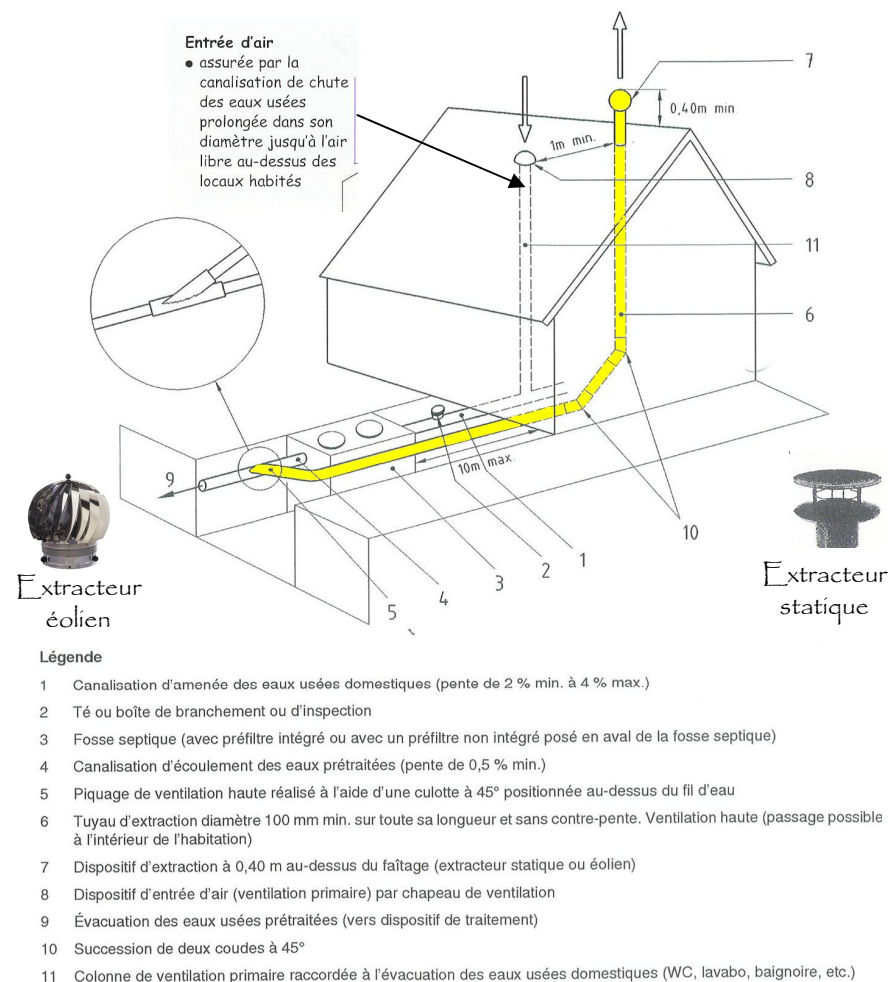 Entrée d'air
• assurée par la
canalisation de chute
des eaux usées
prolongée dans son
diamètre jusqu'à l'air
libre au-dessus des
locaux habités
7
0,40m min.
1m min.
8
11
6
9
10m max.
10
1
2
3
4
5
Extracteur
éolien
Extracteur
statique
Légende
1 Canalisation d'amenée des eaux usées domestiques (pente de 2 % min. à 4 % max.)
2 Té ou boîte de branchement ou d'inspection
3 Fosse septique (avec préfiltre intégré ou avec un préfiltre non intégré posé en aval de la fosse septique)
4 Canalisation d'écoulement des eaux prétraitées (pente de 0,5 % min.)
5 Piquage de ventilation haute réalisé à l'aide d'une culotte à 45° positionnée au-dessus du fil d'eau
6 Tuyau d'extraction diamètre 100 mm min. sur toute sa longueur et sans contre-pente. Ventilation haute (passage possible
à l'intérieur de l'habitation)
7 Dispositif d'extraction à 0,40 m au-dessus du faîtage (extracteur statique ou éolien)
8 Dispositif d'entrée d'air (ventilation primaire) par chapeau de ventilation
9 Évacuation des eaux usées prétraitées (vers dispositif de traitement)
10 Succession de deux coudes à 45°
11 Colonne de ventilation primaire raccordée à l'évacuation des eaux usées domestiques (WC, lavabo, baignoire, etc.)